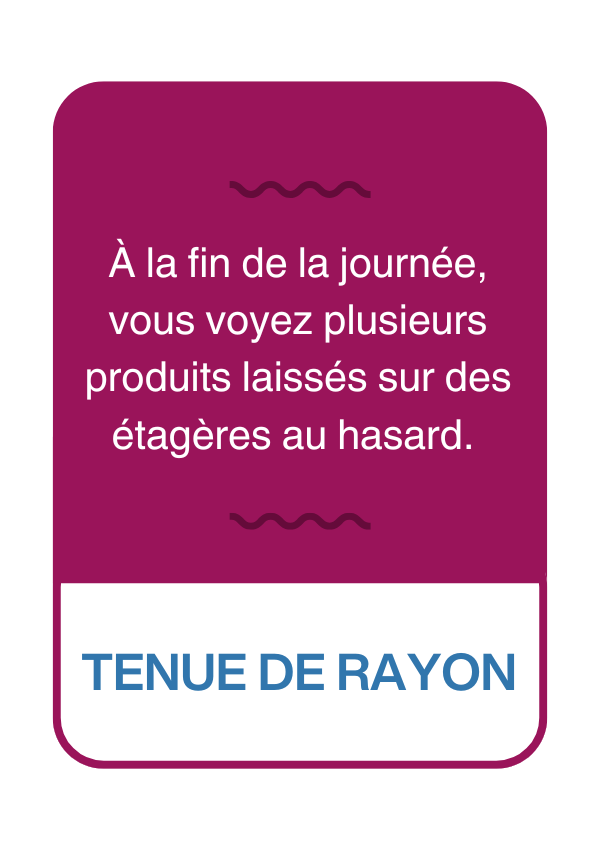 À la fin de la journée,
vous voyez plusieurs
produits laissés sur des
étagères au hasard.
TENUE DE RAYON